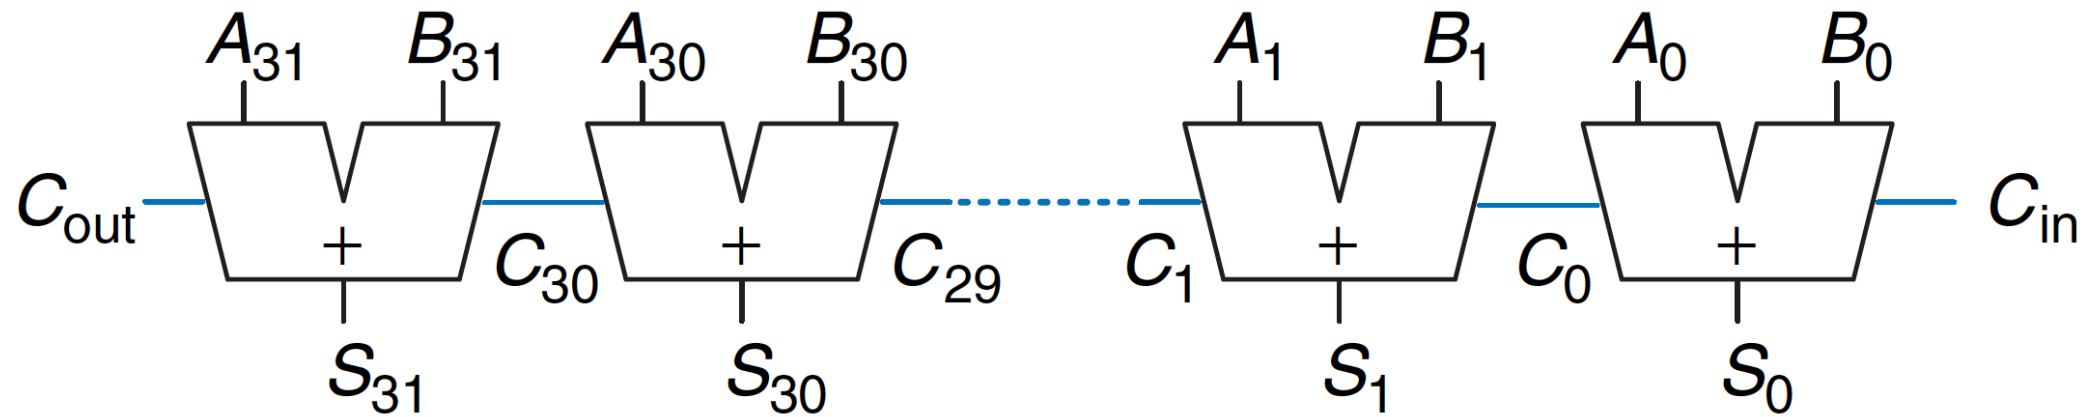 A31 B31 A30 B30 A1 B1 A0 B0
Cout + C30 + C29 C1 + C0 + Cin
S31 S30 S1 S0